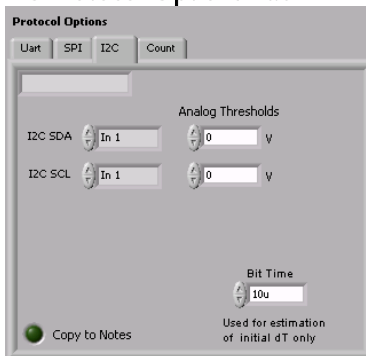 Protocol Options
Uart SPI I2C Count
Analog Thresholds
I2C SDA In 1 0 V
I2C SCL In 1 0 V
Bit Time
10u
Copy to Notes
Used for estimation
of initial dT only